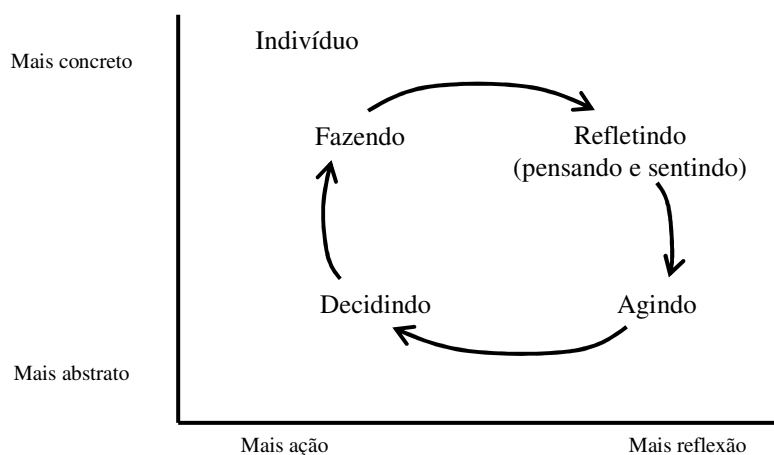 Indivíduo
Mais concreto
Fazendo
Refletindo
(pensando e sentindo)
Decidindo
Agindo
Mais abstrato
Mais ação
Mais reflexão